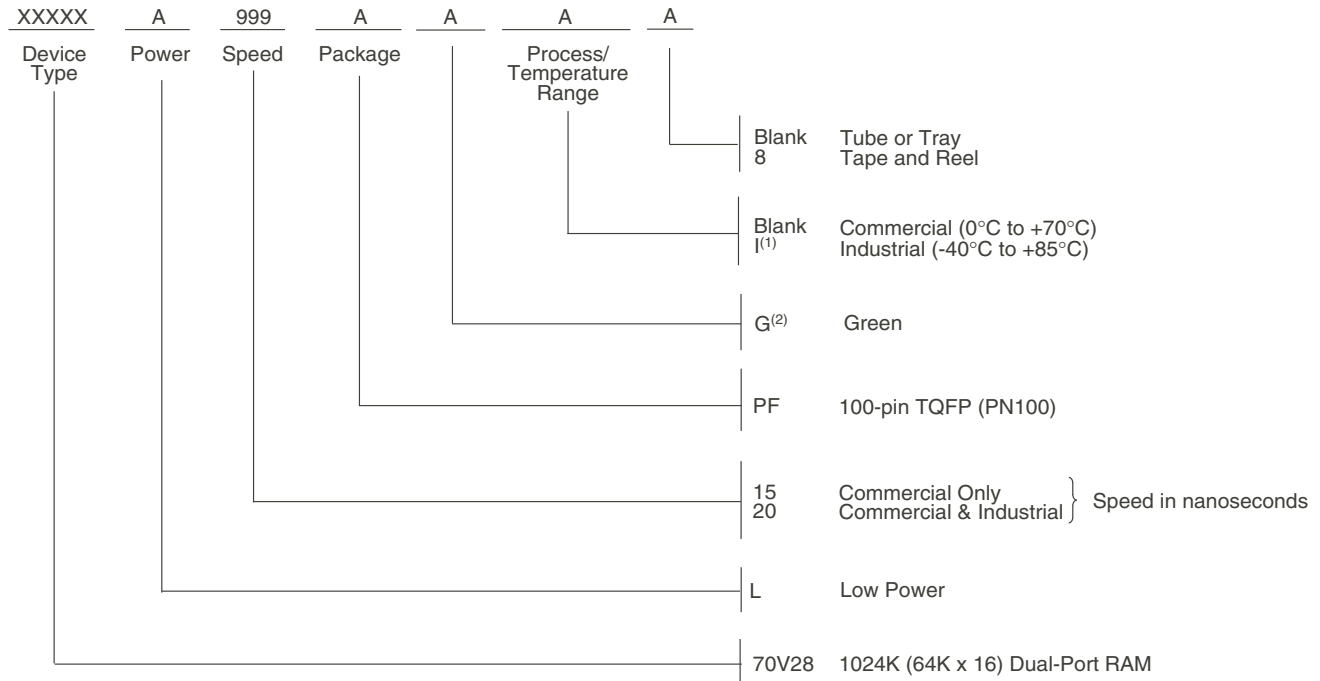 XXXXX A 999 A A A A
Device Type Power Speed Package Process/ Temperature Range
Blank Tube or Tray
8 Tape and Reel
Blank Commercial (0°C to +70°C)
I(1) Industrial (-40°C to +85°C)
G(2) Green
PF 100-pin TQFP (PN100)
15 Commercial Only
20 Commercial & Industrial
Speed in nanoseconds
L Low Power
70V28 1024K (64K x 16) Dual-Port RAM